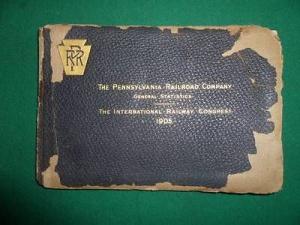 PRR
THE PENNSYLVANIA RAILROAD COMPANY
GENERAL STATISTICS
THE INTERNATIONAL RAILWAY CONGRESS
1905